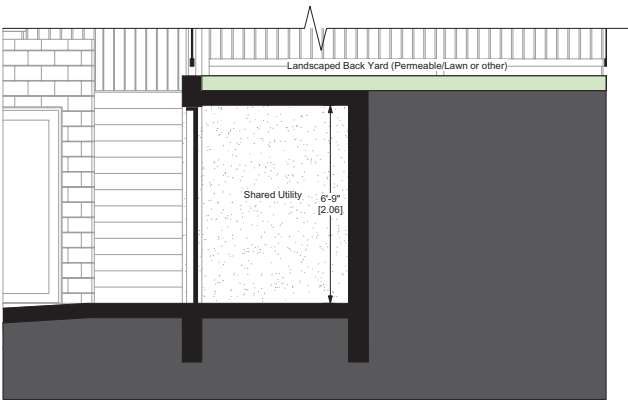 Landscaped Back Yard (Permeable/Lawn or other)
Shared Utility
6'-9"
[2.06]